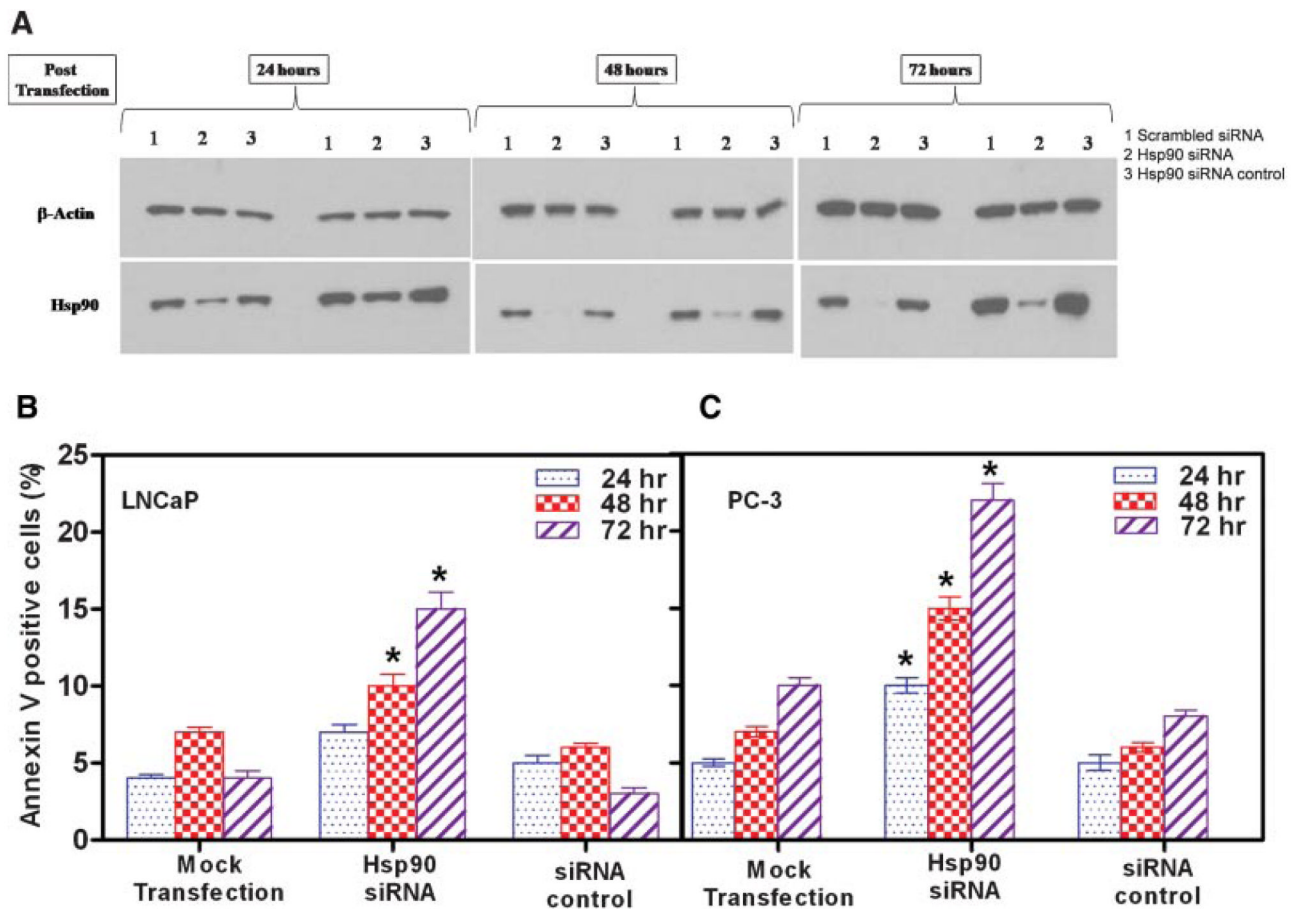 A
Post
Transfection
24 hours
48 hours
72 hours
1 2 3 1 2 3 1 2 3 1 2 3 1 2 3 1 2 3
1 Scrambled siRNA
2 Hsp90 siRNA
3 Hsp90 siRNA control
β-Actin
Hsp90
B
Annexin V positive cells (%)
25
20
15
10
5
0
LNCaP
24 hr
48 hr
72 hr
*
*
Mock
Transfection
Hsp90
siRNA
siRNA
control
C
PC-3
24 hr
48 hr
72 hr
*
*
*
Mock
Transfection
Hsp90
siRNA
siRNA
control